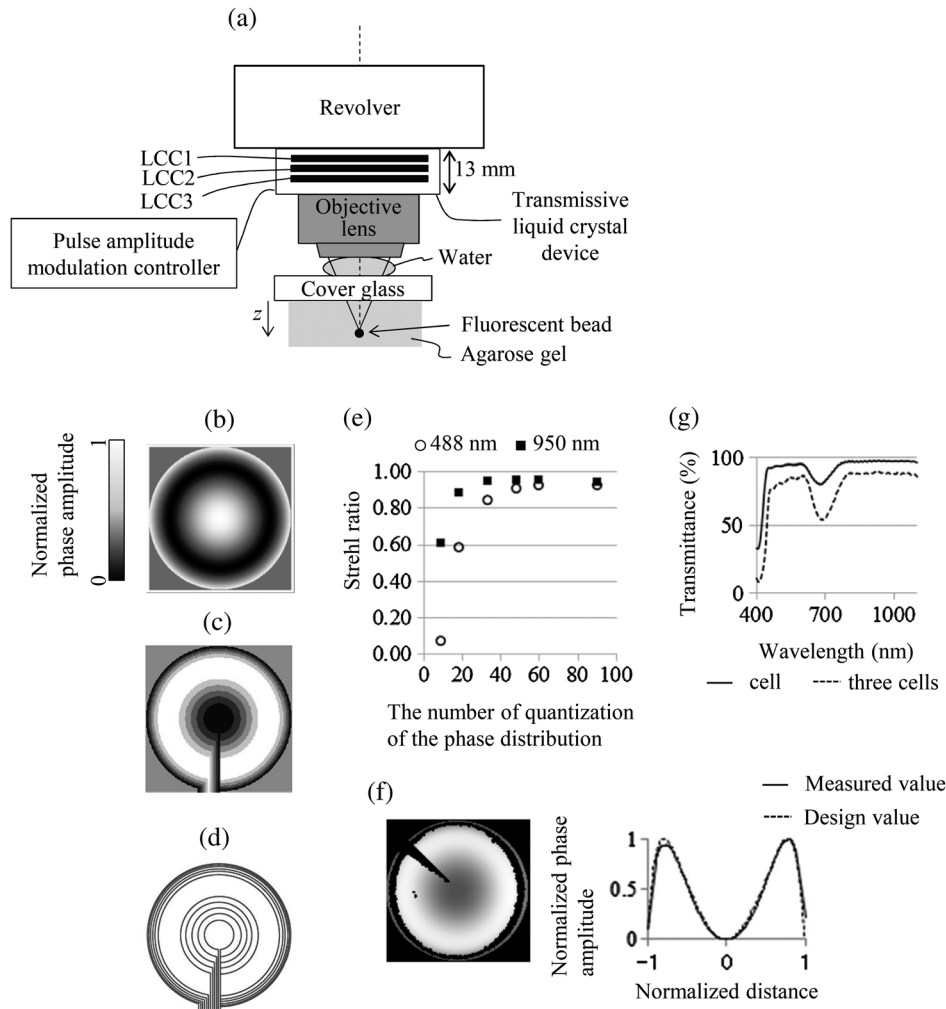 (a)
Revolver
LCC1
LCC2
LCC3
13 mm
Objective
lens
Transmissive
liquid crystal
device
Pulse amplitude
modulation controller
Water
Cover glass
z
Fluorescent bead
Agarose gel
(b)
Normalized
phase amplitude
1
0
(c)
(d)
(e)
488 nm
950 nm
Strehl ratio
1.00
0.80
0.60
0.40
0.20
0.00
0 20 40 60 80 100
The number of quantization
of the phase distribution
(f)
Normalized phase
amplitude
Measured value
Design value
1
0.5
0
-1 0 1
Normalized distance
(g)
Transmittance (%)
100
50
0
400 700 1000
Wavelength (nm)
cell three cells